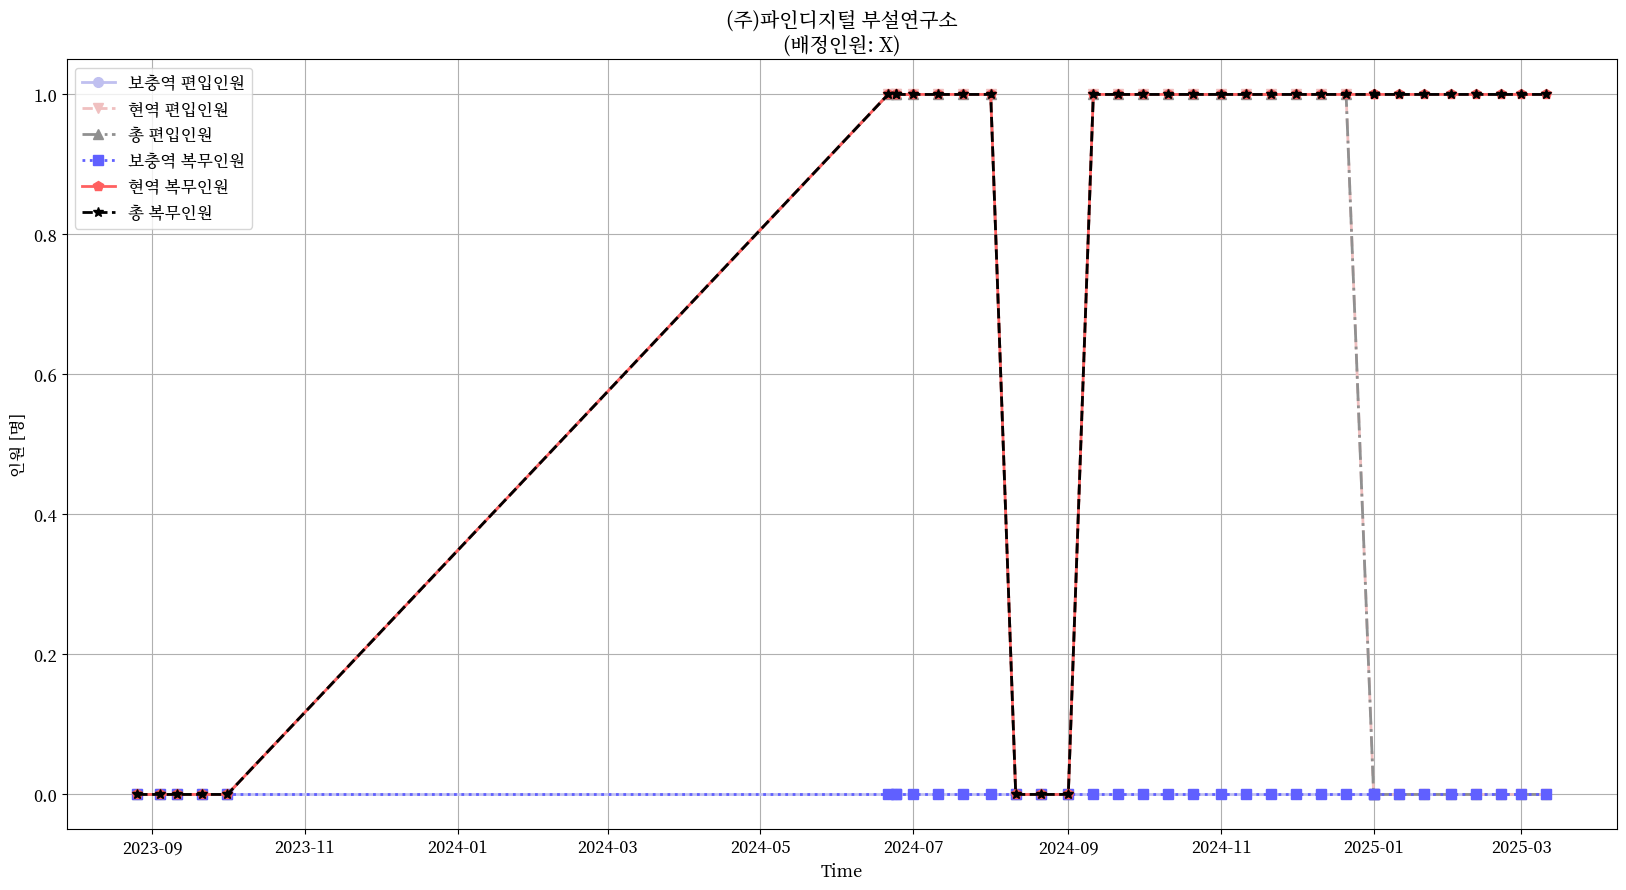 (주)파인디지털 부설연구소
(배정인원: X)
보충역 편입인원
현역 편입인원
총 편입인원
보충역 복무인원
현역 복무인원
총 복무인원
인원 [명]
1.0
0.8
0.6
0.4
0.2
0.0
2023-09
2023-11
2024-01
2024-03
2024-05
2024-07
2024-09
2024-11
2025-01
2025-03
Time